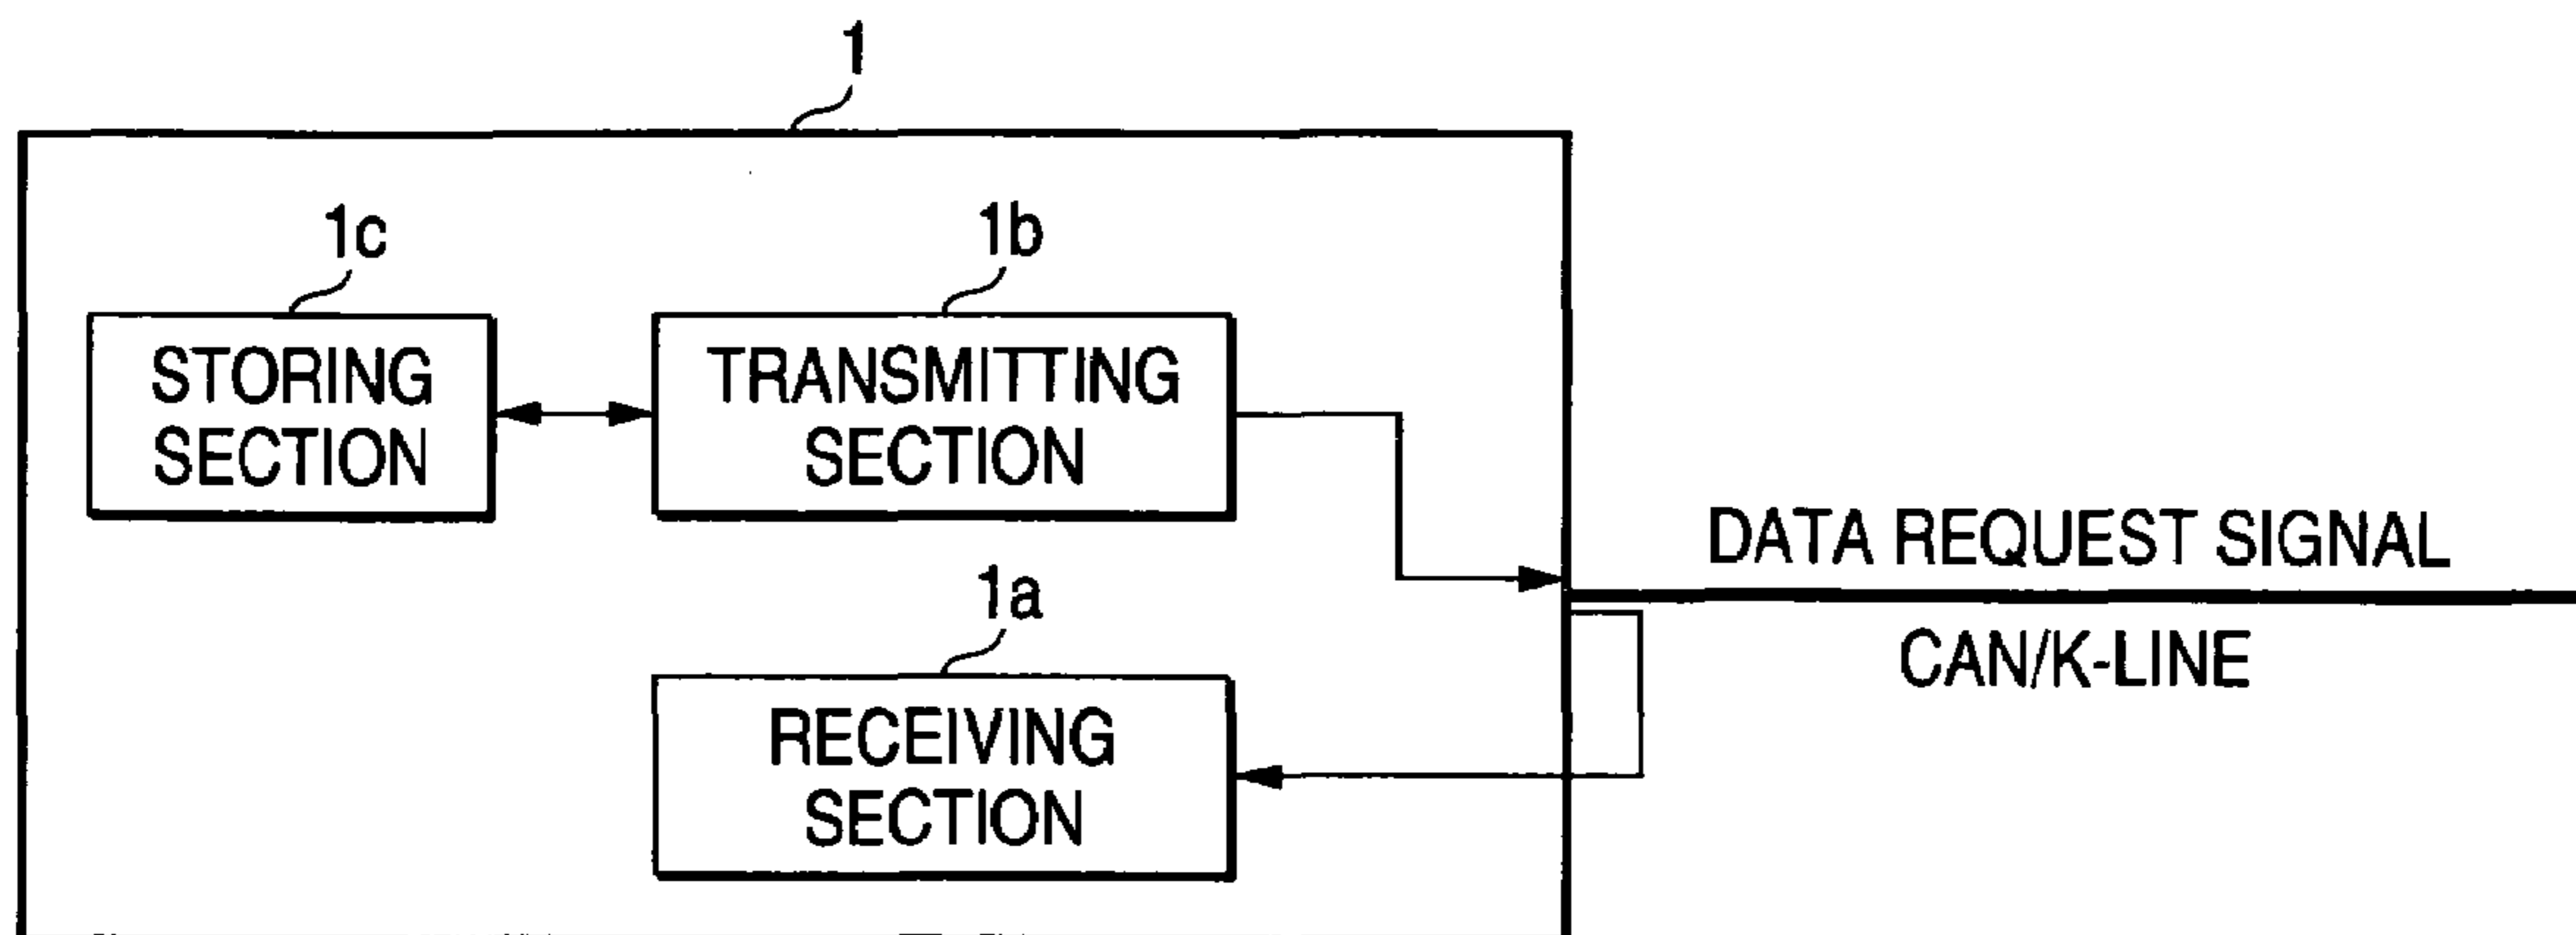 1
1c
1b
STORING
SECTION
TRANSMITTING
SECTION
DATA REQUEST SIGNAL
CAN/K-LINE
1a
RECEIVING
SECTION